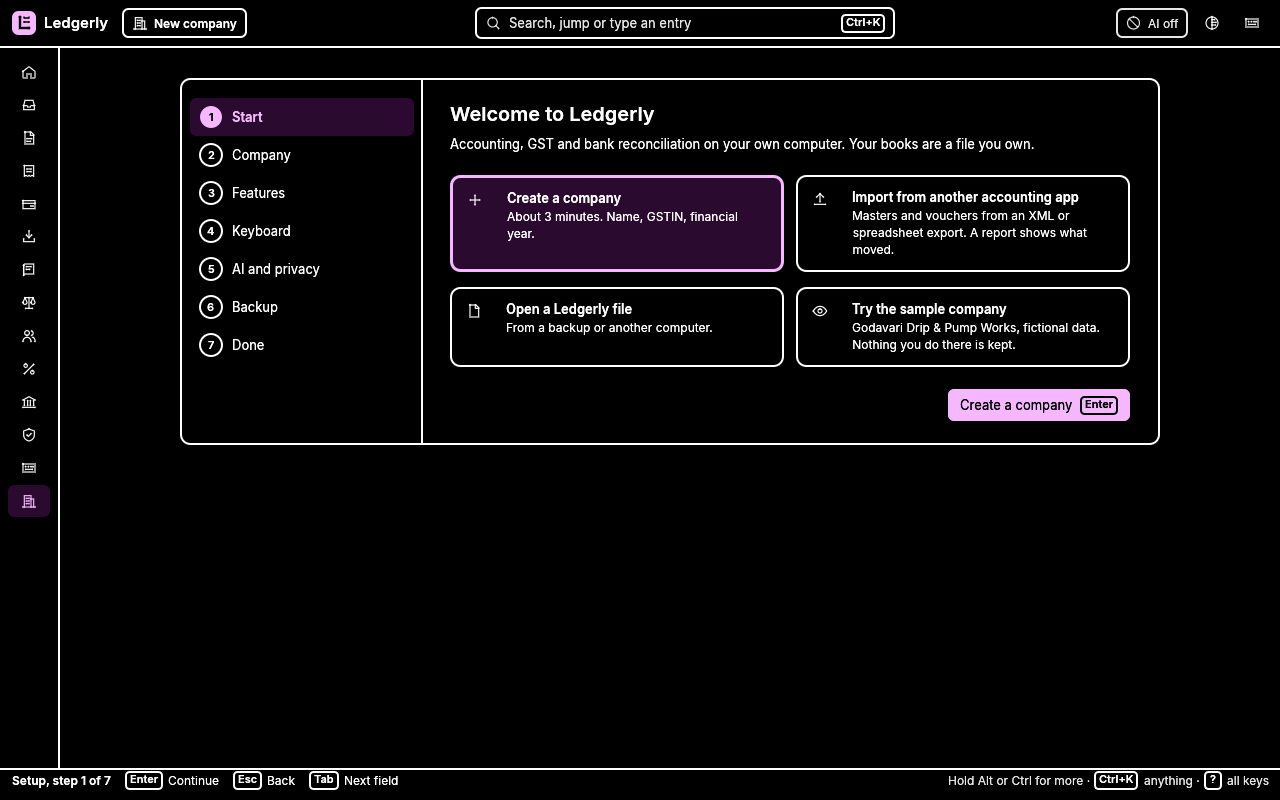 Ledgerly
New company
Search, jump or type an entry
Ctrl+K
AI off
1 Start
2 Company
3 Features
4 Keyboard
5 AI and privacy
6 Backup
7 Done
Welcome to Ledgerly
Accounting, GST and bank reconciliation on your own computer. Your books are a file you own.
Create a company
About 3 minutes. Name, GSTIN, financial
year.
Import from another accounting app
Masters and vouchers from an XML or
spreadsheet export. A report shows what
moved.
Open a Ledgerly file
From a backup or another computer.
Try the sample company
Godavari Drip & Pump Works, fictional data.
Nothing you do there is kept.
Create a company Enter
Setup, step 1 of 7 Enter Continue Esc Back Tab Next field
Hold Alt or Ctrl for more · Ctrl+K anything · ? all keys